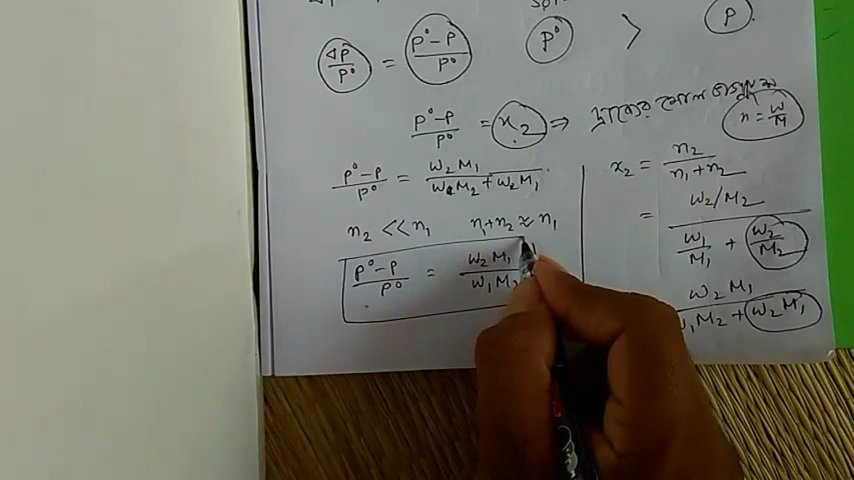 P° > P.
ΔP/P° = P°-P/P°
P°-P/P° = x₂ ⇒ দ্রাবের মোল
n = W/M
P°-P/P° = W₂M₁/W₁M₂+W₂M₁
n₂ << n₁ n₁+n₂ ≈ n₁
P°-P/P° = W₂M₁/W₁M₂
x₂ = n₂/n₁+n₂
= W₂/M₂ / W₁/M₁ + W₂/M₂
W₂M₁/W₁M₂ + W₂M₁